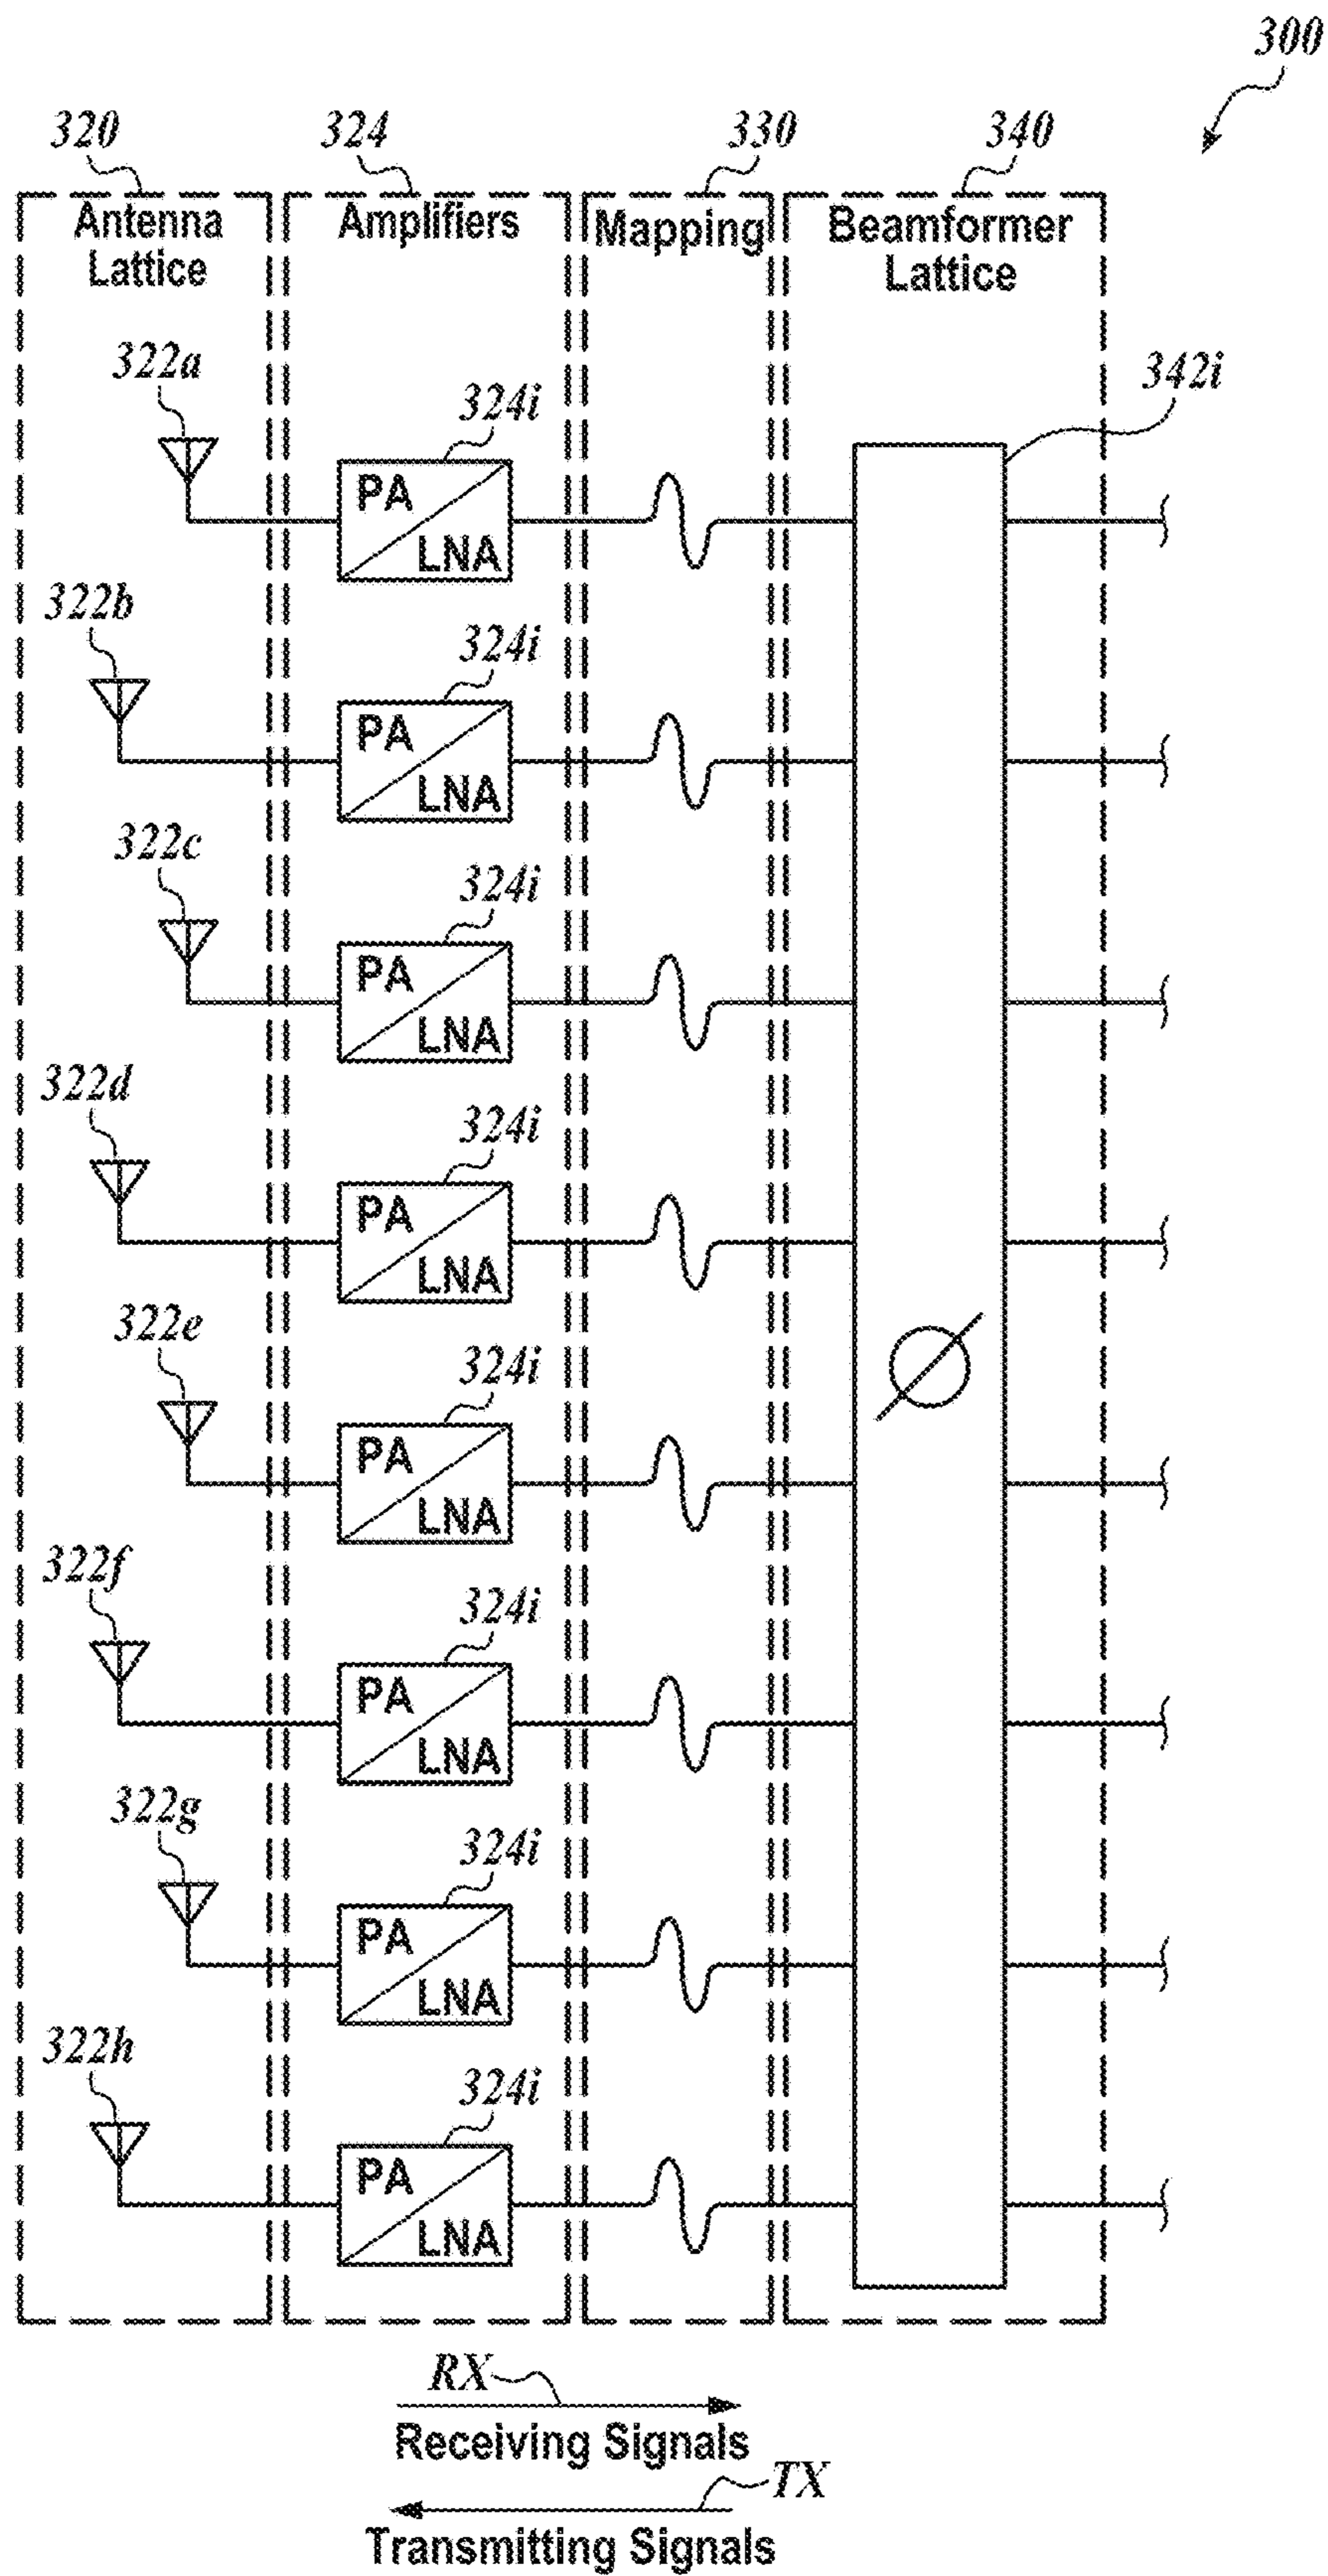 300
320
324
330
340
Antenna
Lattice
Amplifiers
Mapping
Beamformer
Lattice
322a
324i
342i
PA
LNA
322b
324i
PA
LNA
322c
324i
PA
LNA
322d
324i
PA
LNA
322e
324i
PA
LNA
322f
324i
PA
LNA
322g
324i
PA
LNA
322h
324i
PA
LNA
RX
Receiving Signals
TX
Transmitting Signals